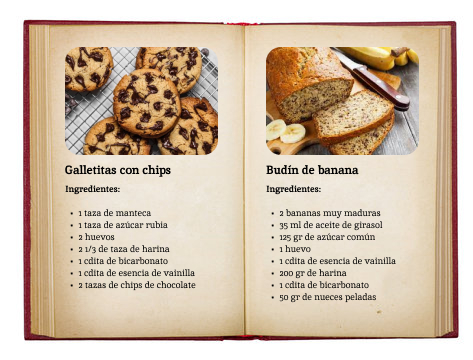 Galletitas con chips
Ingredientes:
• 1 taza de manteca
• 1 taza de azúcar rubia
• 2 huevos
• 2 1/3 de taza de harina
• 1 cdita de bicarbonato
• 1 cdita de esencia de vainilla
• 2 tazas de chips de chocolate
Budín de banana
Ingredientes:
• 2 bananas muy maduras
• 35 ml de aceite de girasol
• 125 gr de azúcar común
• 1 huevo
• 1 cdita de esencia de vainilla
• 200 gr de harina
• 1 cdita de bicarbonato
• 50 gr de nueces peladas